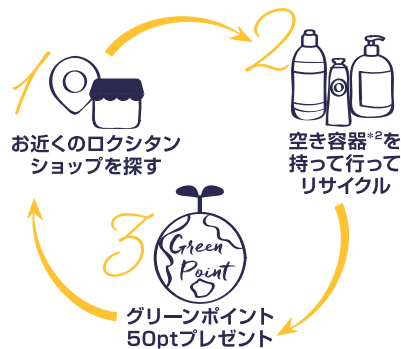 1
お近くのロクシタン
ショップを探す
2
空き容器*2を
持って行って
リサイクル
3
Green
Point
グリーンポイント
50ptプレゼント